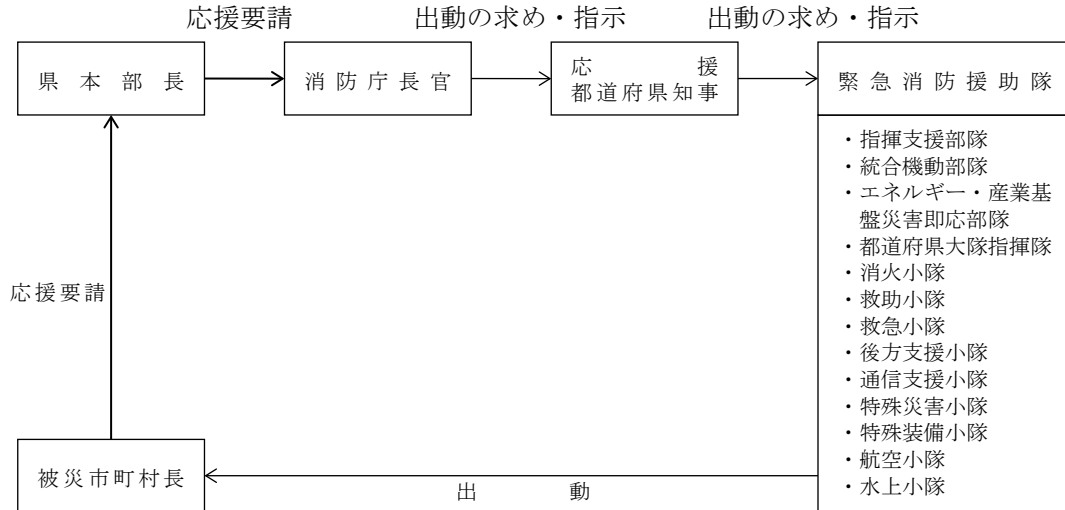 応援要請
出動の求め・指示
出動の求め・指示
県本部長
消防庁長官
応援
都道府県知事
緊急消防援助隊
・指揮支援部隊
・統合機動部隊
・エネルギー・産業基
盤災害即応部隊
・都道府県大隊指揮隊
・消火小隊
・救助小隊
・救急小隊
・後方支援小隊
・通信支援小隊
・特殊災害小隊
・特殊装備小隊
・航空小隊
・水上小隊
応援要請
被災市町村長
出動